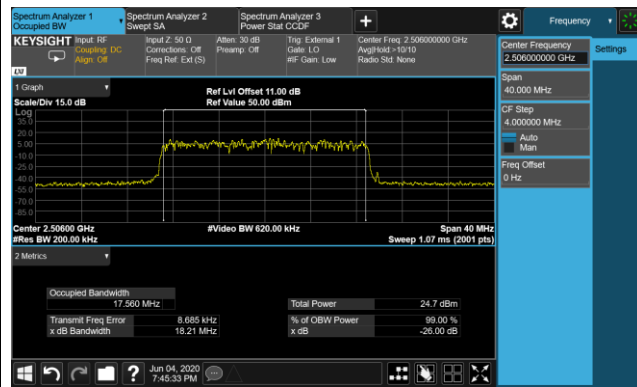 Spectrum Analyzer 1
Occupied BW
Spectrum Analyzer 2
Swept SA
Spectrum Analyzer 3
Power Stat CCDF
Frequency
KEYSIGHT
Input: RF
Coupling: DC
Align: Off
Input Z: 50 Ω
Corrections: Off
Freq Ref: Ext (S)
Atten: 30 dB
Preamp: Off
Trig: External 1
Gate: LO
#IF Gain: Low
Center Freq: 2.506000000 GHz
Avg|Hold:>10/10
Radio Std: None
LXI
Center Frequency
2.506000000 GHz
Settings
Span
40.000 MHz
CF Step
4.000000 MHz
Auto
Man
Freq Offset
0 Hz
1 Graph
Scale/Div 15.0 dB
Ref Lvl Offset 11.00 dB
Ref Value 50.00 dBm
Log
35.0
20.0
5.00
-10.0
-25.0
-40.0
-55.0
-70.0
-85.0
Center 2.50600 GHz
#Res BW 200.00 kHz
#Video BW 620.00 kHz
Span 40 MHz
Sweep 1.07 ms (2001 pts)
2 Metrics
Occupied Bandwidth
17.560 MHz
Transmit Freq Error 8.685 kHz
x dB Bandwidth 18.21 MHz
Total Power 24.7 dBm
% of OBW Power 99.00 %
x dB -26.00 dB
Jun 04, 2020
7:45:33 PM